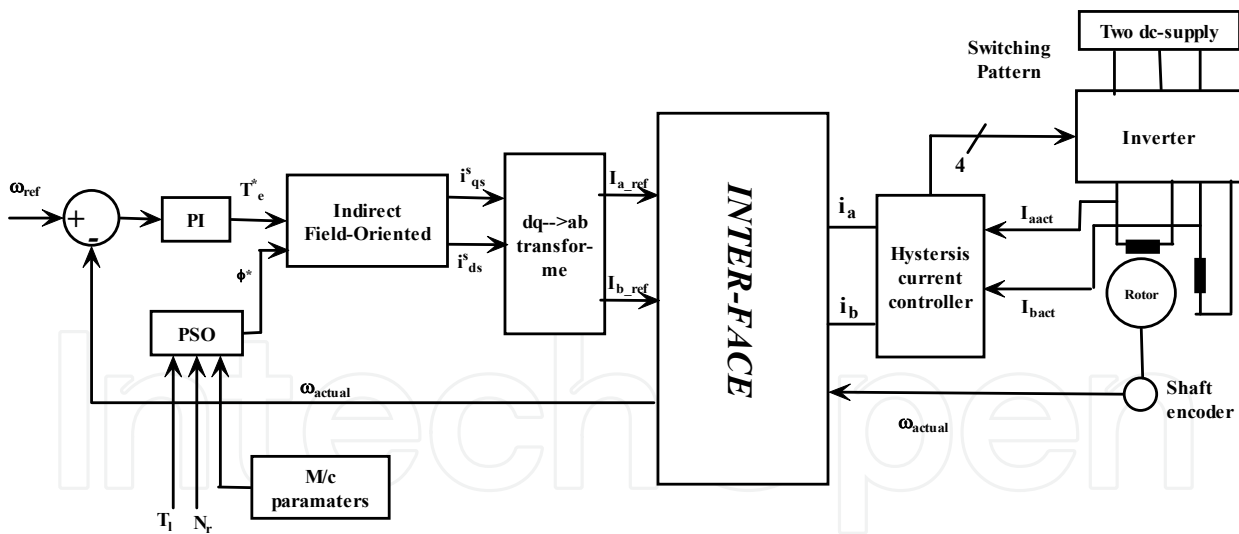 Two dc-supply
Switching
Pattern
Inverter
4
ω_ref
+
-
PI
T*_e
Indirect
Field-Oriented
i^s_qs
i^s_ds
dq-->ab
transfor-
me
I_a_ref
I_b_ref
INTER-FACE
i_a
i_b
Hystersis
current
controller
I_aact
I_bact
Rotor
Shaft
encoder
ω_actual
ϕ*
PSO
ω_actual
M/c
paramaters
T_l
N_r
Intech open